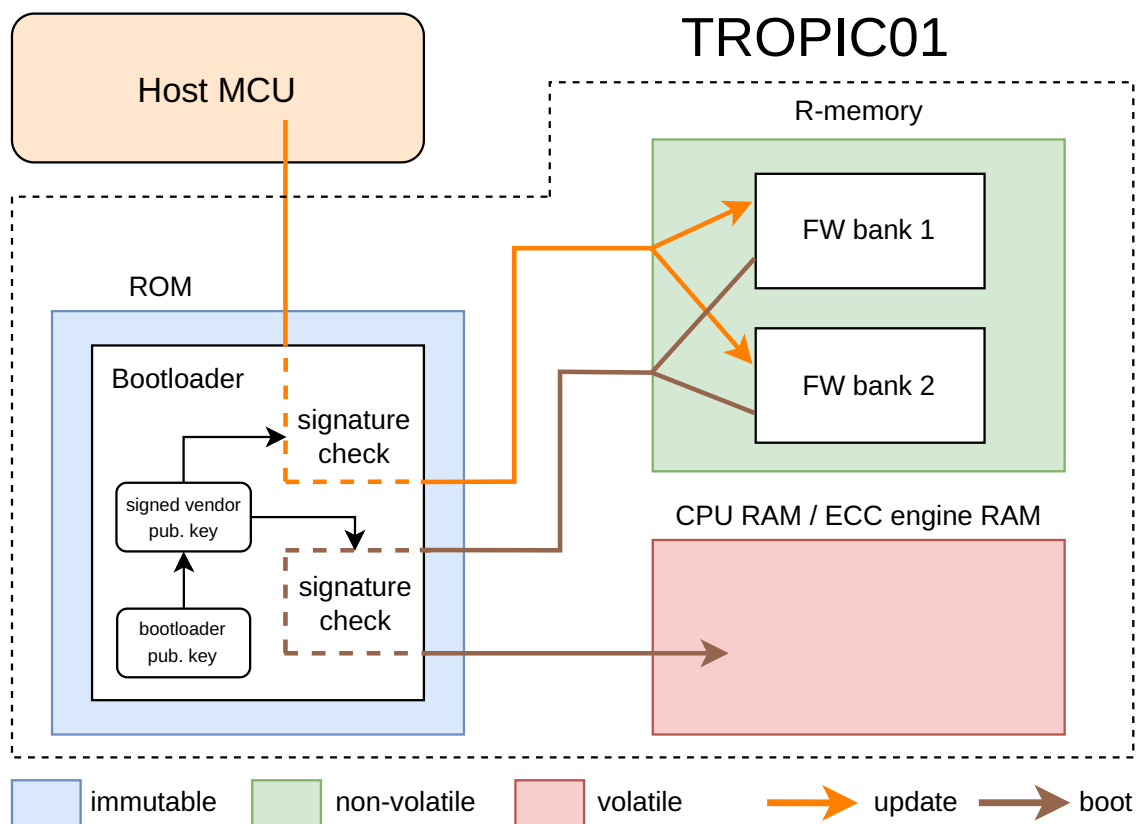 TROPIC01
Host MCU
R-memory
FW bank 1
ROM
Bootloader
FW bank 2
signature
check
signed vendor
pub. key
CPU RAM / ECC engine RAM
signature
check
bootloader
pub. key
immutable
non-volatile
volatile
update
boot